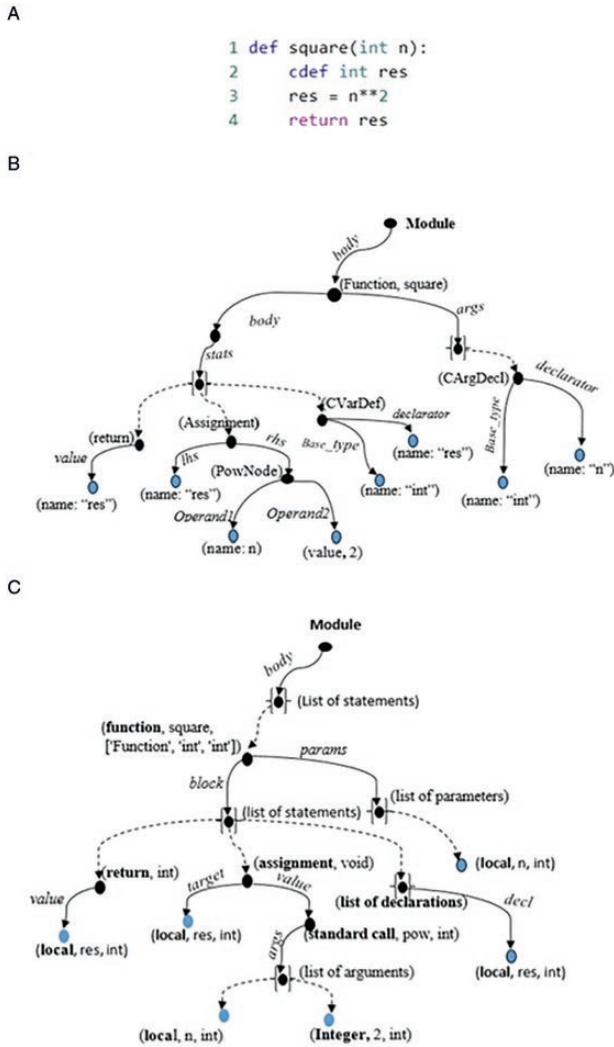 A
1 def square(int n):
2 cdef int res
3 res = n**2
4 return res
B
Module
body
(Function, square)
body
args
stats
(CArgDecl)
declarator
(CVarDef)
(return)
(Assignment)
declarator
value
lhs
rhs
Base_type
Base_type
(PowNode)
(name: “res”)
(name: “n”)
(name: “res”)
(name: “res”)
(name: “int”)
(name: “int”)
Operand1
Operand2
(name: n)
(value, 2)
C
Module
body
(List of statements)
(function, square,
['Function', 'int', 'int'])
params
block
(list of parameters)
(list of statements)
(return, int)
(assignment, void)
(local, n, int)
value
target
value
(list of declarations)
decl
(local, res, int)
(local, res, int)
(standard call, pow, int)
(local, res, int)
args
(list of arguments)
(local, n, int)
(Integer, 2, int)